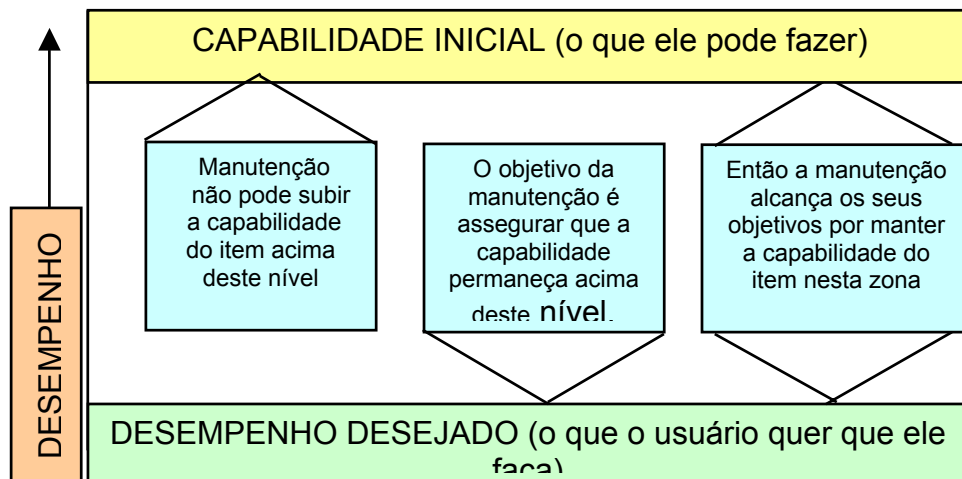 CAPABILIDADE INICIAL (o que ele pode fazer)
Manutenção
não pode subir
a capabilidade
do item acima
deste nível
O objetivo da
manutenção é
assegurar que a
capabilidade
permaneça acima
deste nível.
Então a manutenção
alcança os seus
objetivos por manter
a capabilidade do
item nesta zona
DESEMPENHO
DESEMPENHO DESEJADO (o que o usuário quer que ele
faça)